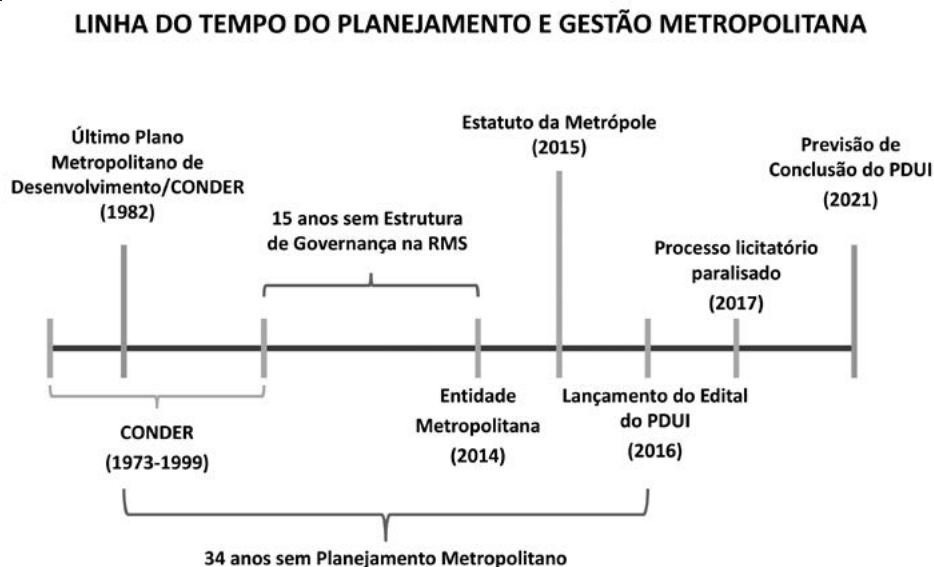 LINHA DO TEMPO DO PLANEJAMENTO E GESTÃO METROPOLITANA
Último Plano
Metropolitano de
Desenvolvimento/CONDER
(1982)
15 anos sem Estrutura
de Governança na RMS
Estatuto da Metrópole
(2015)
Processo licitatório
paralisado
(2017)
Previsão de
Conclusão do PDUI
(2021)
CONDER
(1973-1999)
Entidade
Metropolitana
(2014)
Lançamento do Edital
do PDUI
(2016)
34 anos sem Planejamento Metropolitano